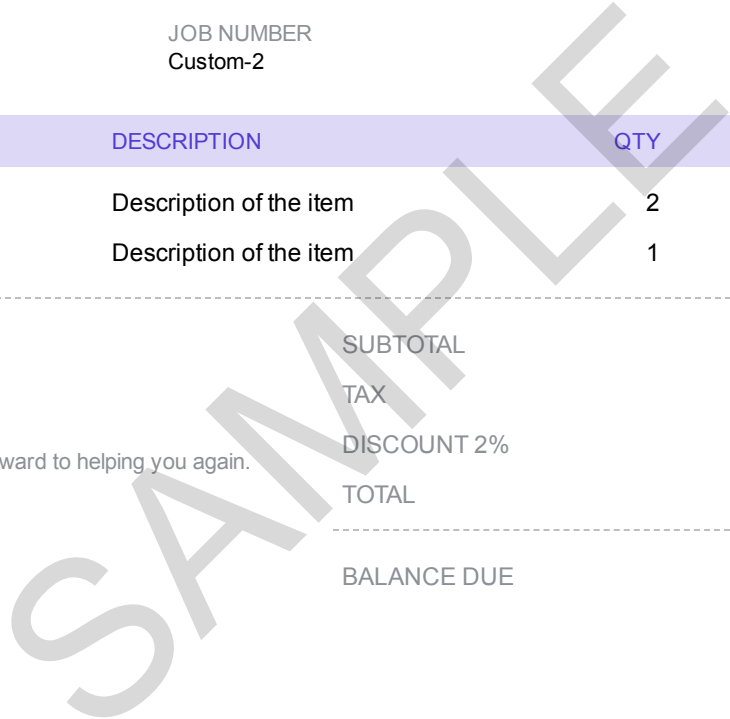 JOB NUMBER
Custom-2
DESCRIPTION QTY
Description of the item 2
Description of the item 1
SUBTOTAL
TAX
DISCOUNT 2%
ward to helping you again.
TOTAL
BALANCE DUE
SAMPLE